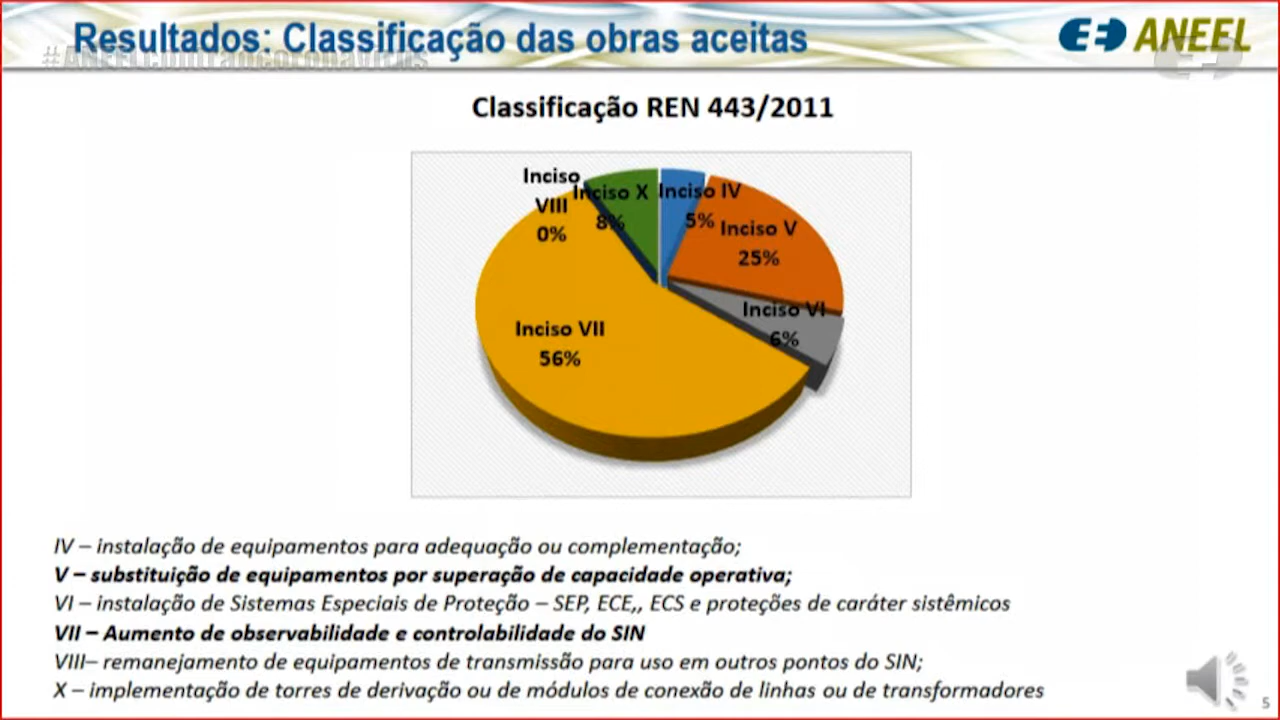 Resultados: Classificação das obras aceitas
ANEEL
#ANEELcontracoronavirus
Classificação REN 443/2011
Inciso
VIII
0%
Inciso X
8%
Inciso IV
5%
Inciso V
25%
Inciso VI
6%
Inciso VII
56%
IV – instalação de equipamentos para adequação ou complementação;
V – substituição de equipamentos por superação de capacidade operativa;
VI – instalação de Sistemas Especiais de Proteção – SEP, ECE,, ECS e proteções de caráter sistêmicos
VII – Aumento de observabilidade e controlabilidade do SIN
VIII– remanejamento de equipamentos de transmissão para uso em outros pontos do SIN;
X – implementação de torres de derivação ou de módulos de conexão de linhas ou de transformadores
5